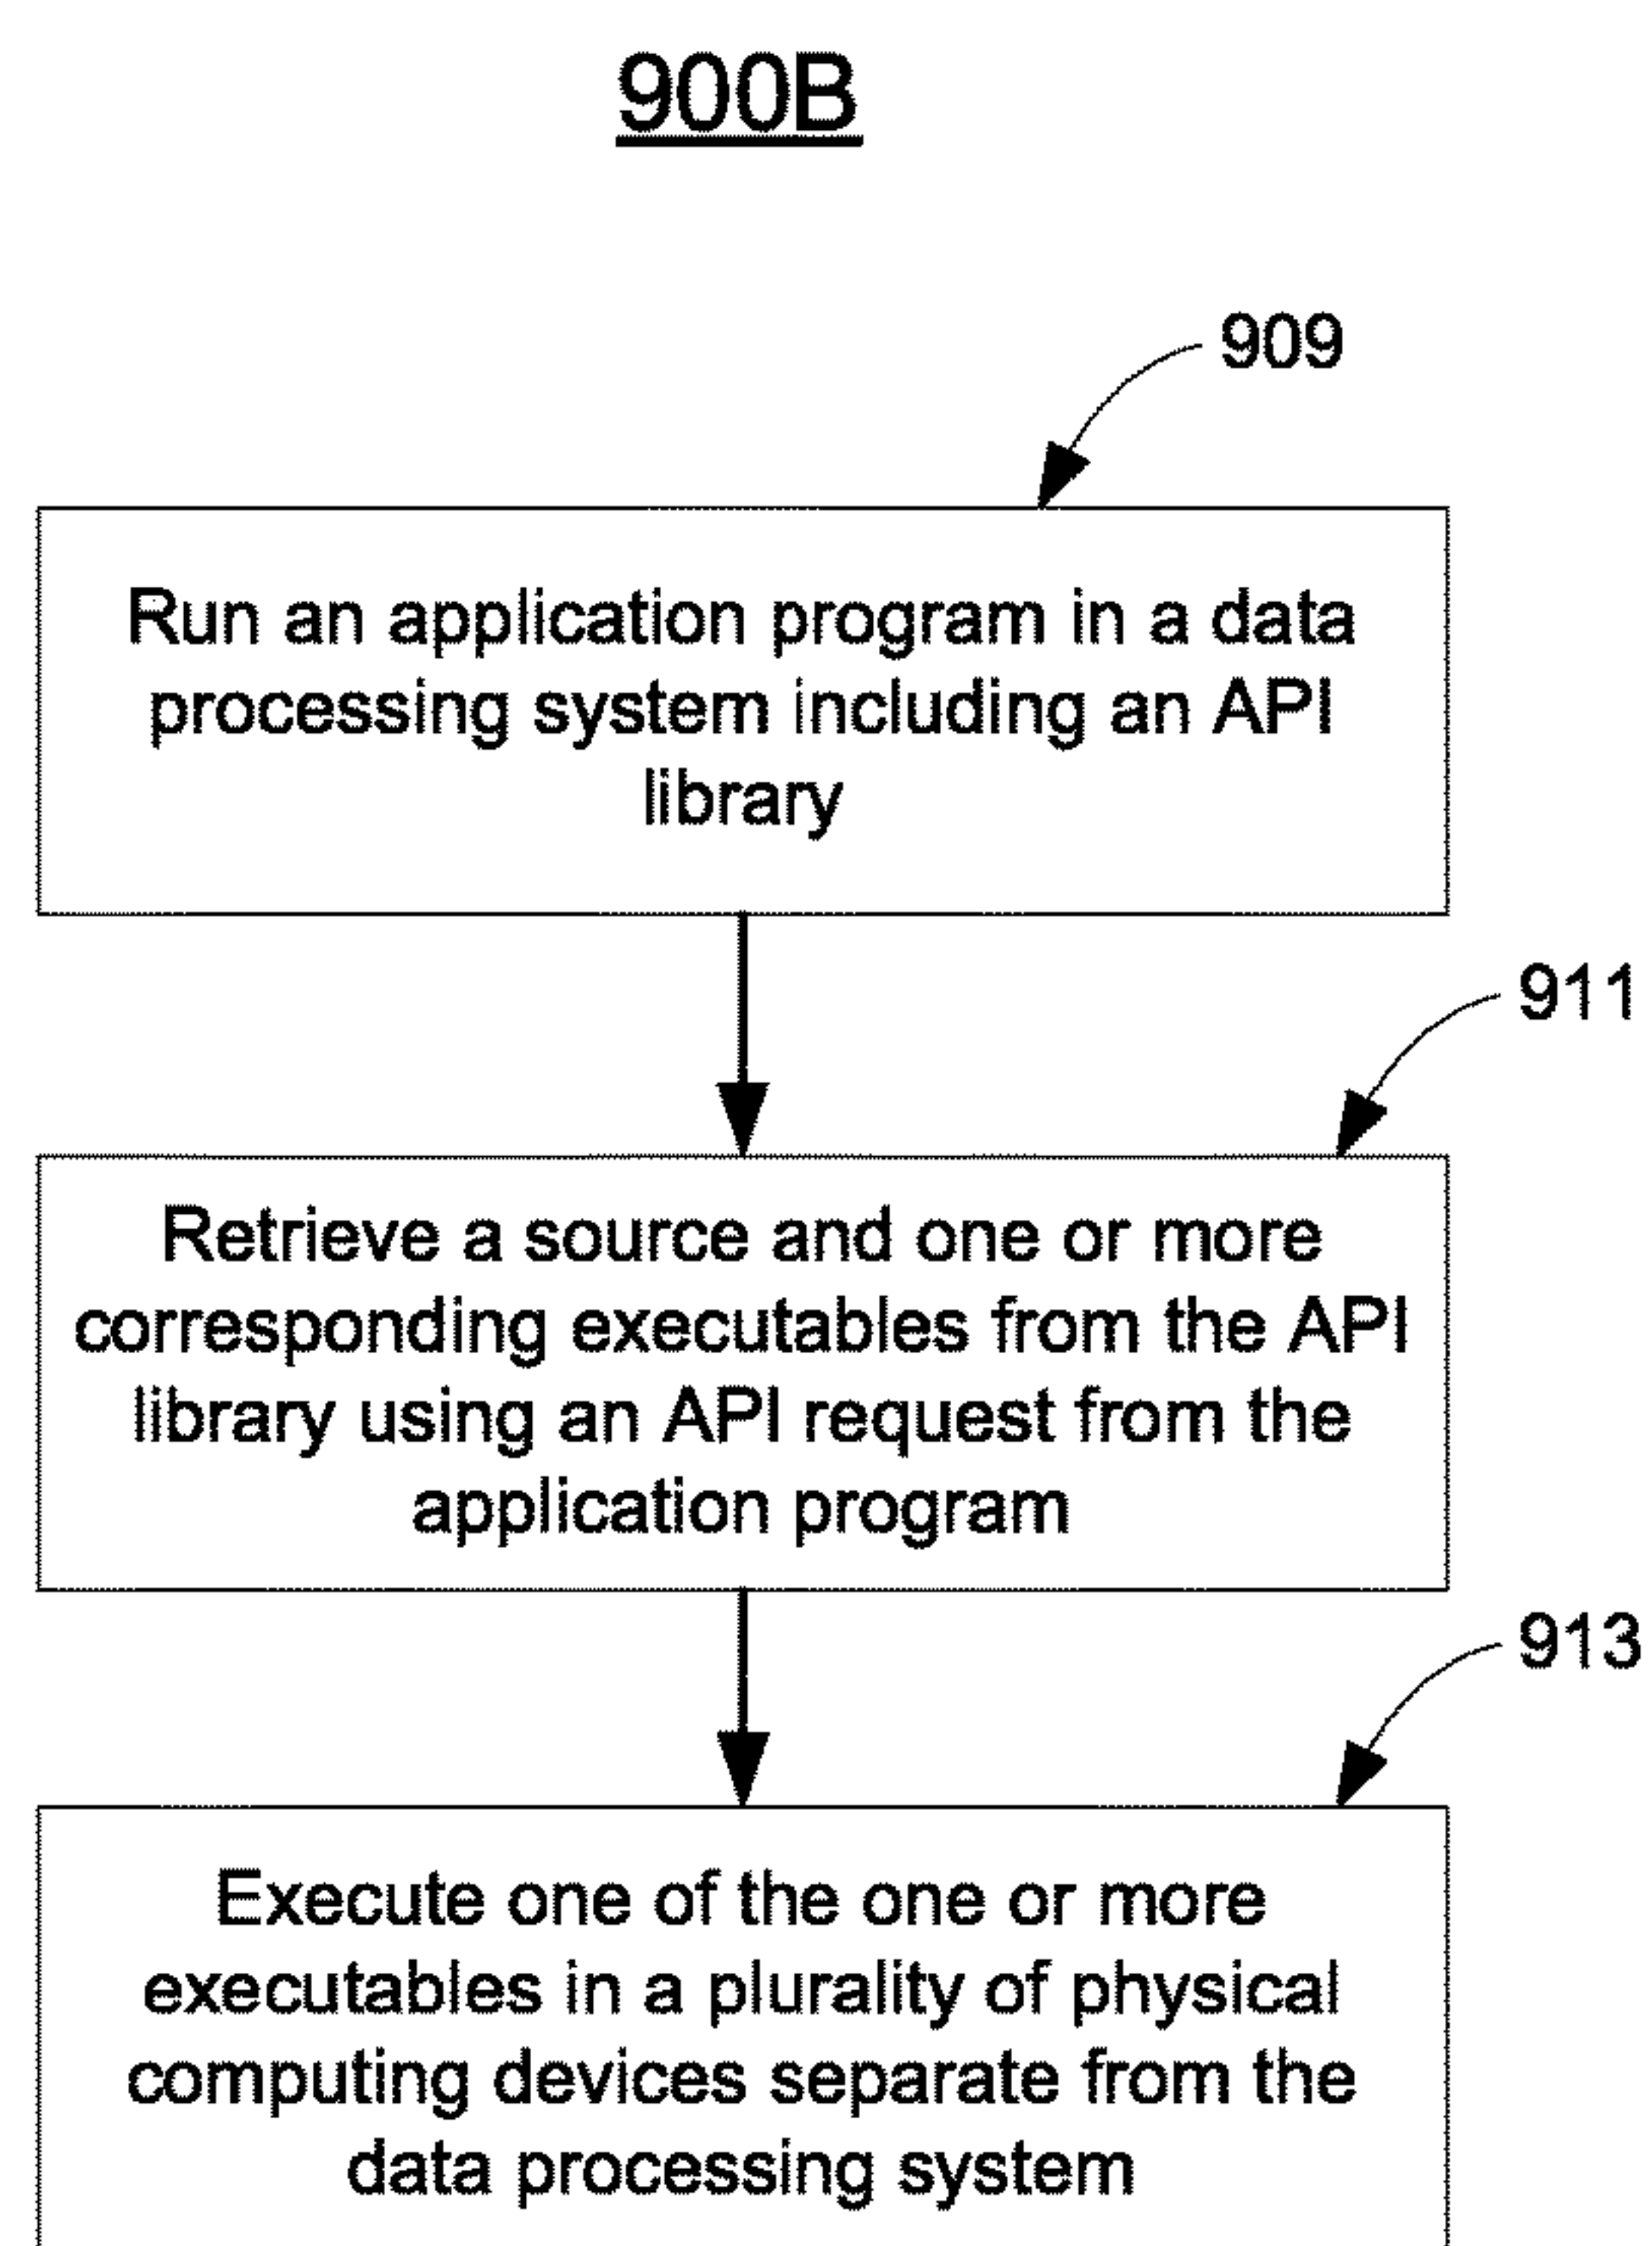 900B
909
Run an application program in a data
processing system including an API
library
911
Retrieve a source and one or more
corresponding executables from the API
library using an API request from the
application program
913
Execute one of the one or more
executables in a plurality of physical
computing devices separate from the
data processing system